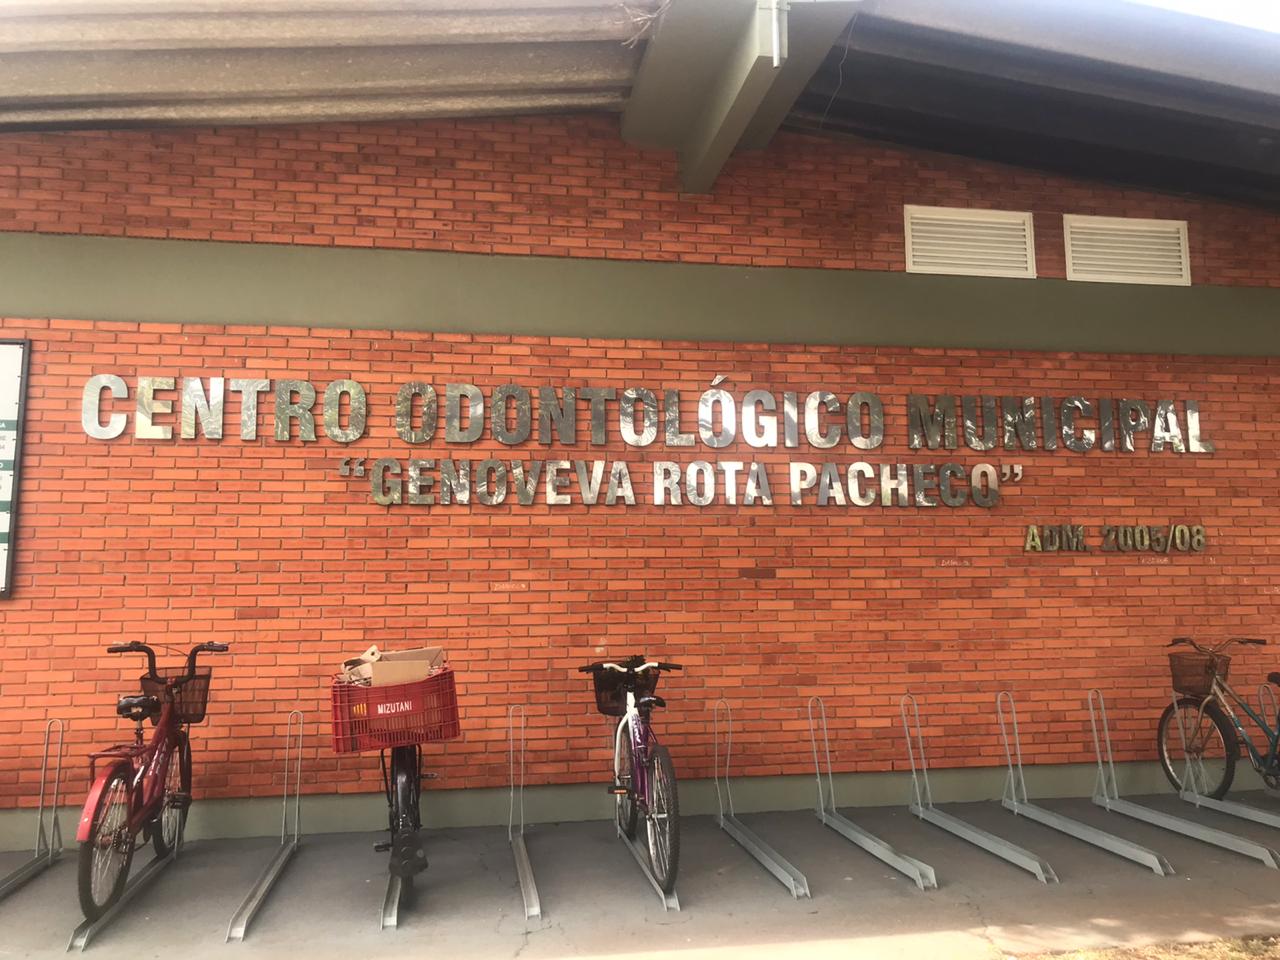 CENTRO ODONTOLÓGICO MUNICIPAL
“GENOVEVA ROTA PACHECO”
ADM. 2005/08
MIZUTANI